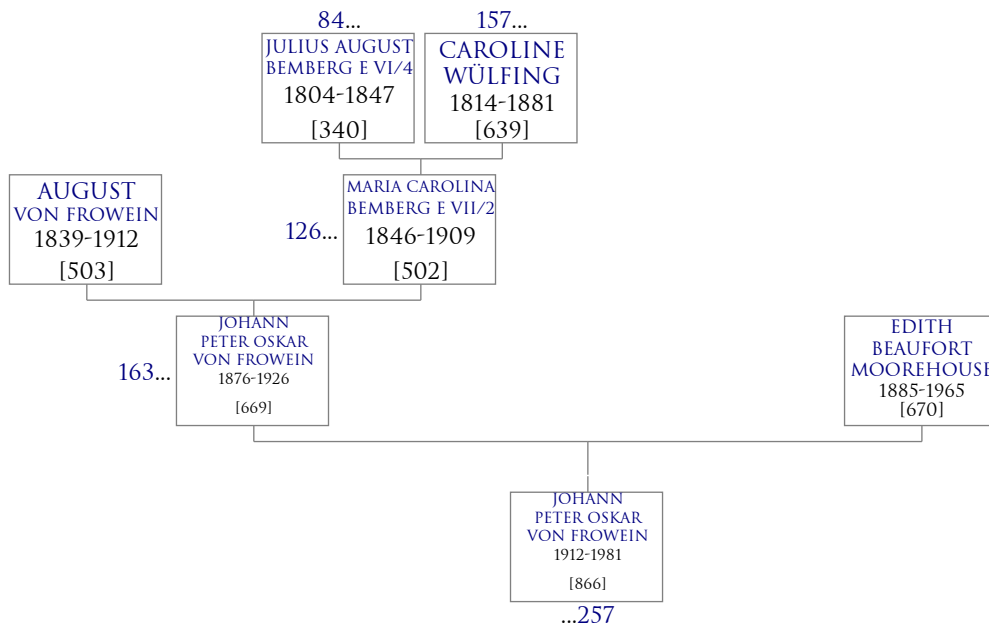 84...
JULIUS AUGUST
BEMBERG E VI/4
1804-1847
[340]
157...
CAROLINE
WÜLFING
1814-1881
[639]
AUGUST
VON FROWEIN
1839-1912
[503]
126...
MARIA CAROLINA
BEMBERG E VII/2
1846-1909
[502]
163...
JOHANN
PETER OSKAR
VON FROWEIN
1876-1926
[669]
EDITH
BEAUFORT
MOOREHOUSE
1885-1965
[670]
JOHANN
PETER OSKAR
VON FROWEIN
1912-1981
[866]
...257